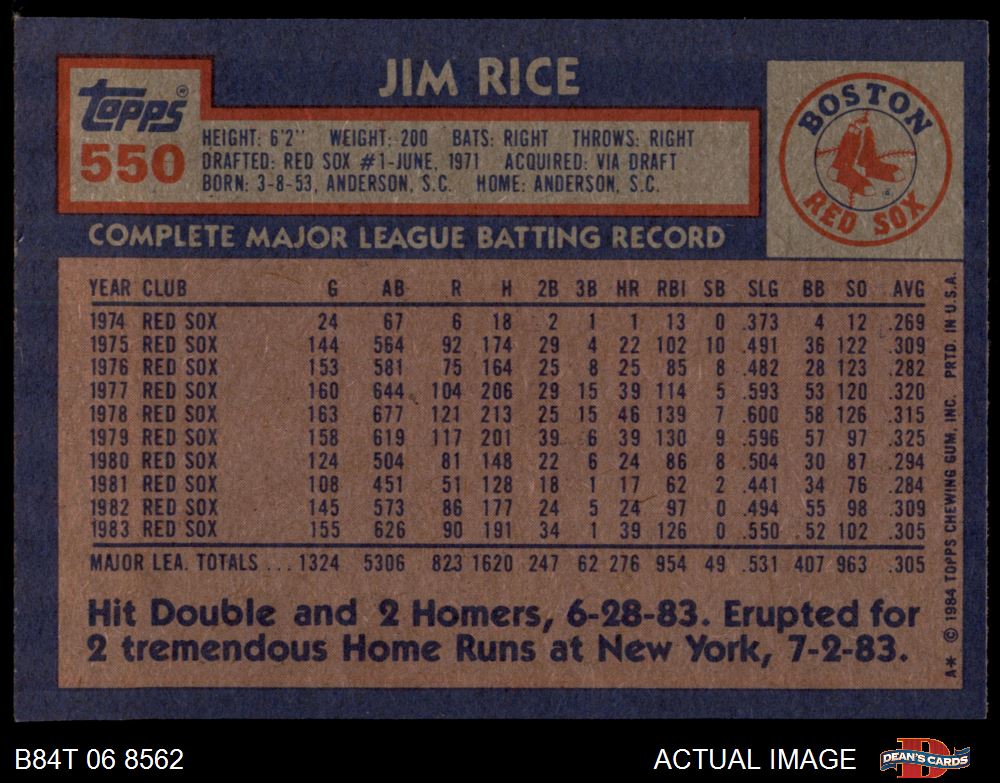 JIM RICE
Topps®
550
HEIGHT: 6'2" WEIGHT: 200 BATS: RIGHT THROWS: RIGHT
DRAFTED: RED SOX #1-JUNE, 1971 ACQUIRED: VIA DRAFT
BORN: 3-8-53, ANDERSON, S.C. HOME: ANDERSON, S.C.
BOSTON
RED SOX
COMPLETE MAJOR LEAGUE BATTING RECORD
YEAR CLUB G AB R H 2B 3B HR RBI SB SLG BB SO AVG
1974 RED SOX 24 67 6 18 2 1 1 13 0 .373 4 12 .269
1975 RED SOX 144 564 92 174 29 4 22 102 10 .491 36 122 .309
1976 RED SOX 153 581 75 164 25 8 25 85 8 .482 28 123 .282
1977 RED SOX 160 644 104 206 29 15 39 114 5 .593 53 120 .320
1978 RED SOX 163 677 121 213 25 15 46 139 7 .600 58 126 .315
1979 RED SOX 158 619 117 201 39 6 39 130 9 .596 57 97 .325
1980 RED SOX 124 504 81 148 22 6 24 86 8 .504 30 87 .294
1981 RED SOX 108 451 51 128 18 1 17 62 2 .441 34 76 .284
1982 RED SOX 145 573 86 177 24 5 24 97 0 .494 55 98 .309
1983 RED SOX 155 626 90 191 34 1 39 126 0 .550 52 102 .305
MAJOR LEA. TOTALS ... 1324 5306 823 1620 247 62 276 954 49 .531 407 963 .305
Hit Double and 2 Homers, 6-28-83. Erupted for
2 tremendous Home Runs at New York, 7-2-83.
A* © 1984 TOPPS CHEWING GUM, INC. PRTD. IN U.S.A.
B84T 06 8562
ACTUAL IMAGE
DEAN'S CARDS